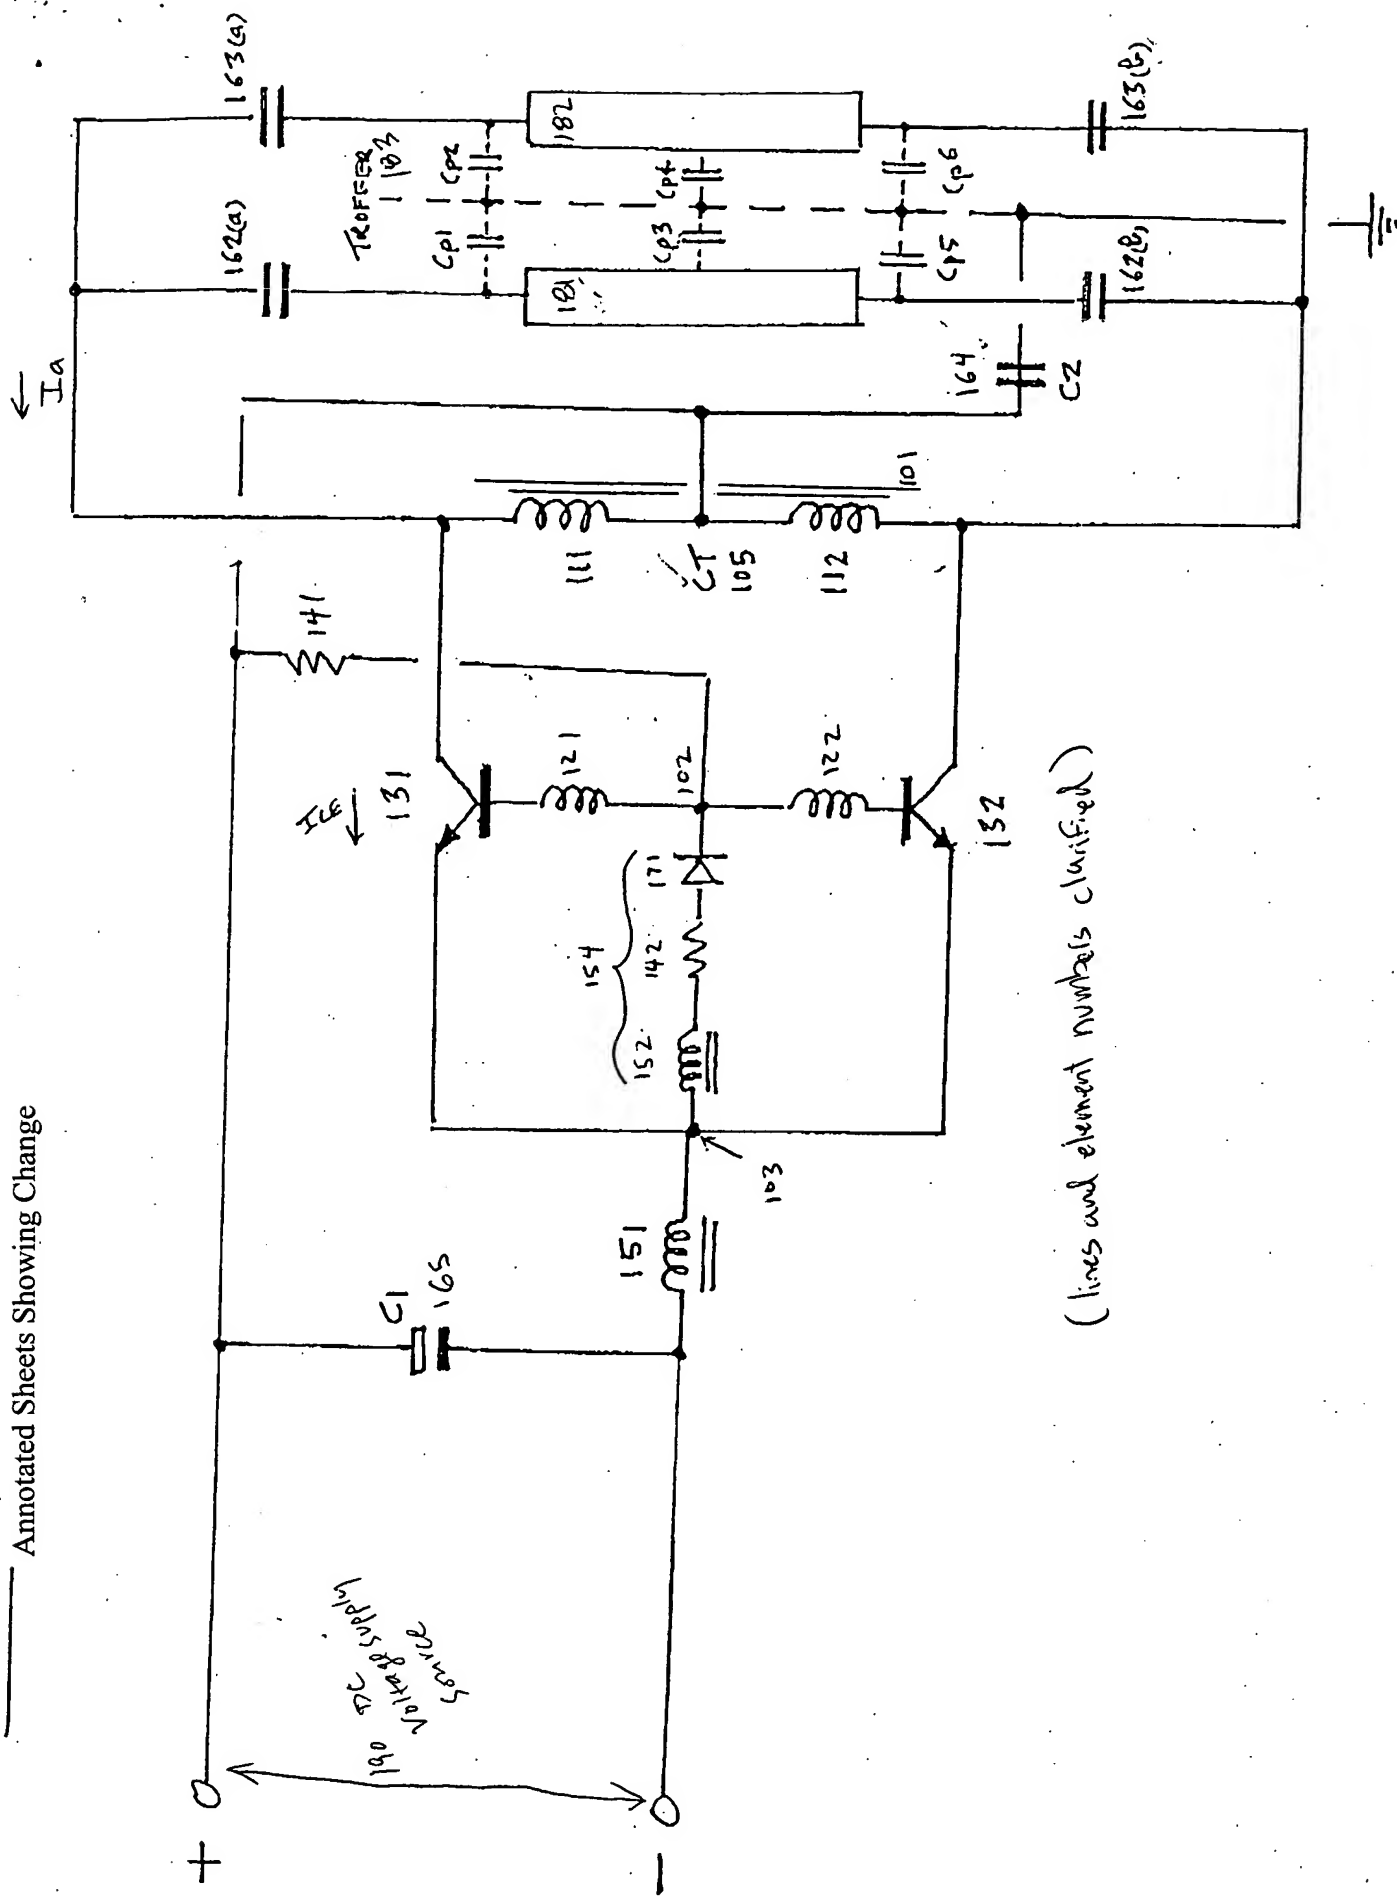 Annotated Sheets Showing Change
+
-
190 DC
Voltage supply
Source
C1
165
151
103
154
152
142
171
102
ICE
131
121
122
132
141
111
CT
105
112
101
Ia
162(a)
163(a)
TROFFER
183
Cp1
Cp2
181
182
Cp3
Cp4
Cp5
Cp6
164
C2
162(b)
163(b)
(lines and element numbers clarified)